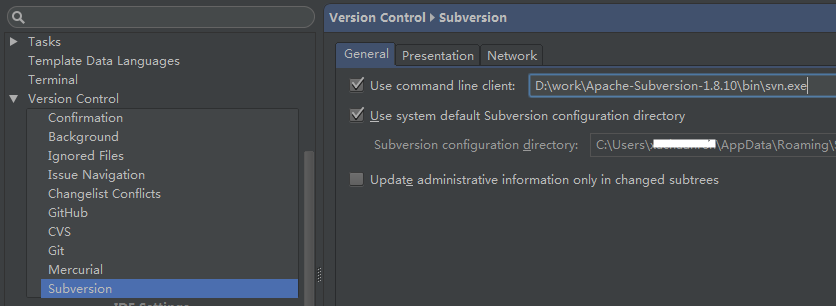 Tasks
Template Data Languages
Terminal
Version Control
Confirmation
Background
Ignored Files
Issue Navigation
Changelist Conflicts
GitHub
CVS
Git
Mercurial
Subversion
Version Control Subversion
General Presentation Network
Use command line client: D:\work\Apache-Subversion-1.8.10\bin\svn.exe
Use system default Subversion configuration directory
Subversion configuration directory: C:\Users\ \AppData\Roaming\S
Update administrative information only in changed subtrees